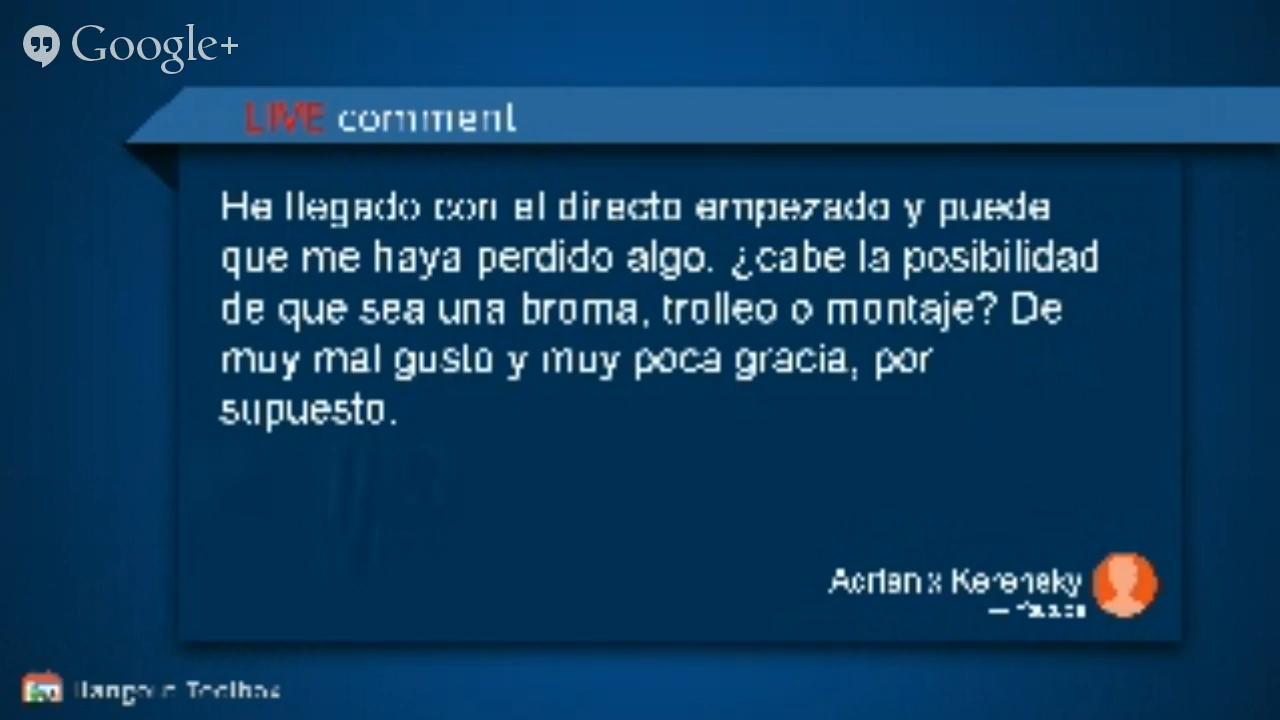 Google+
LIVE comment
He llegado con el directo empezado y puede
que me haya perdido algo. ¿cabe la posibilidad
de que sea una broma, trolleo o montaje? De
muy mal gusto y muy poca gracia, por
supuesto.
Kerensky
Hangout Toolbox